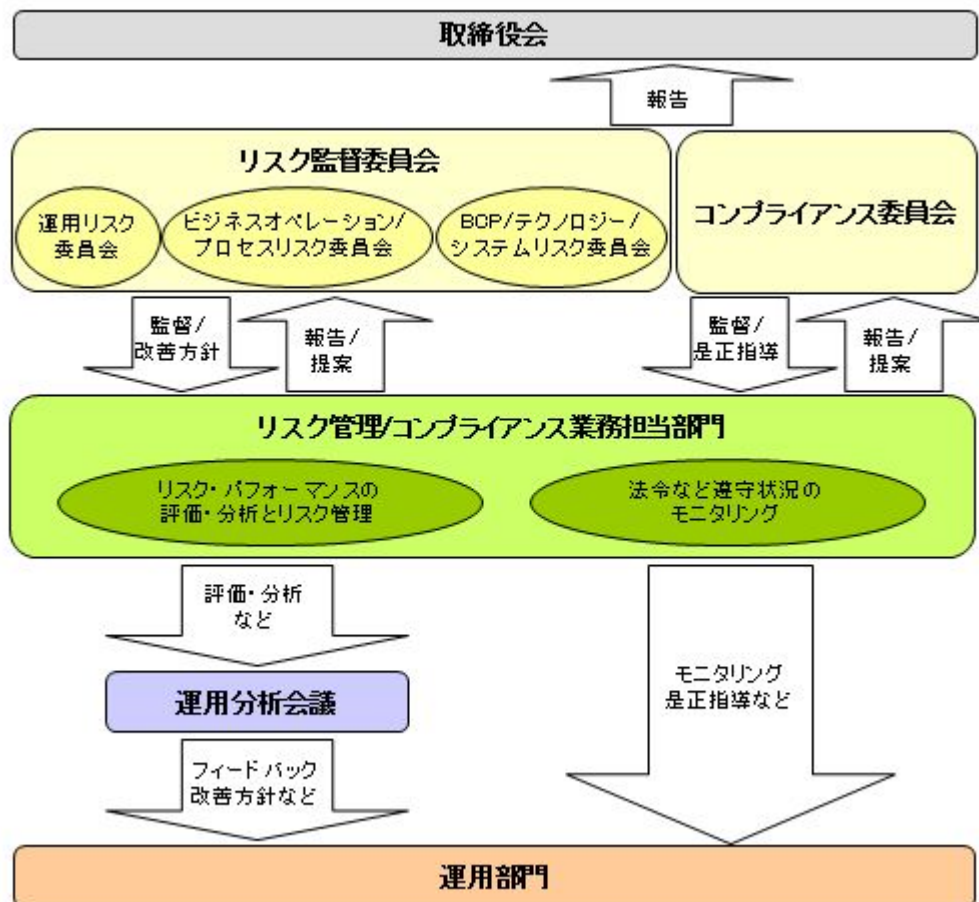 取締役会
報告
リスク監督委員会
運用リスク
委員会
ビジネスオペレーション/
プロセスリスク委員会
BCP/テクノロジー/
システムリスク委員会
コンプライアンス委員会
監督/
改善方針
報告/
提案
監督/
是正指導
報告/
提案
リスク管理/コンプライアンス業務担当部門
リスク・パフォーマンスの
評価・分析とリスク管理
法令など遵守状況の
モニタリング
評価・分析
など
運用分析会議
モニタリング
是正指導など
フィードバック
改善方針など
運用部門